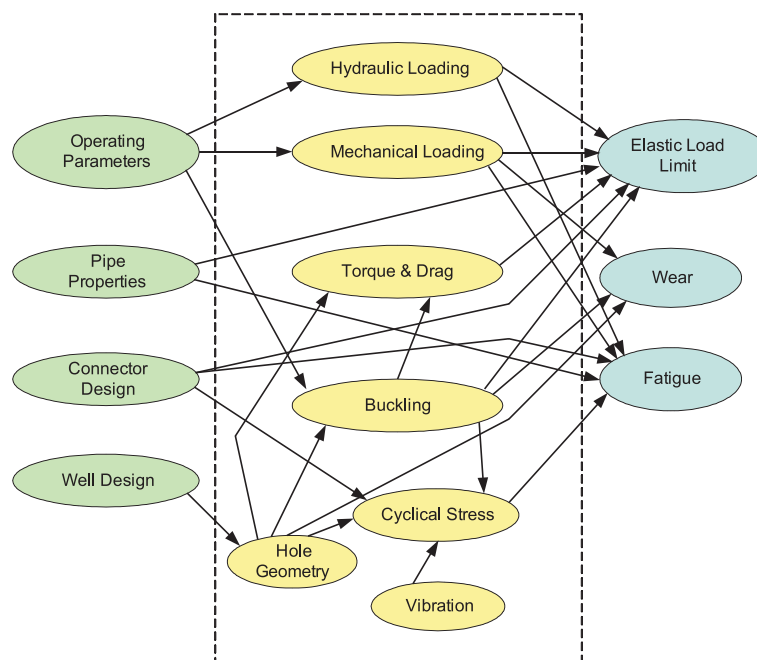 Hydraulic Loading
Operating
Parameters
Mechanical Loading
Elastic Load
Limit
Pipe
Properties
Torque & Drag
Wear
Connector
Design
Buckling
Fatigue
Well Design
Cyclical Stress
Hole
Geometry
Vibration